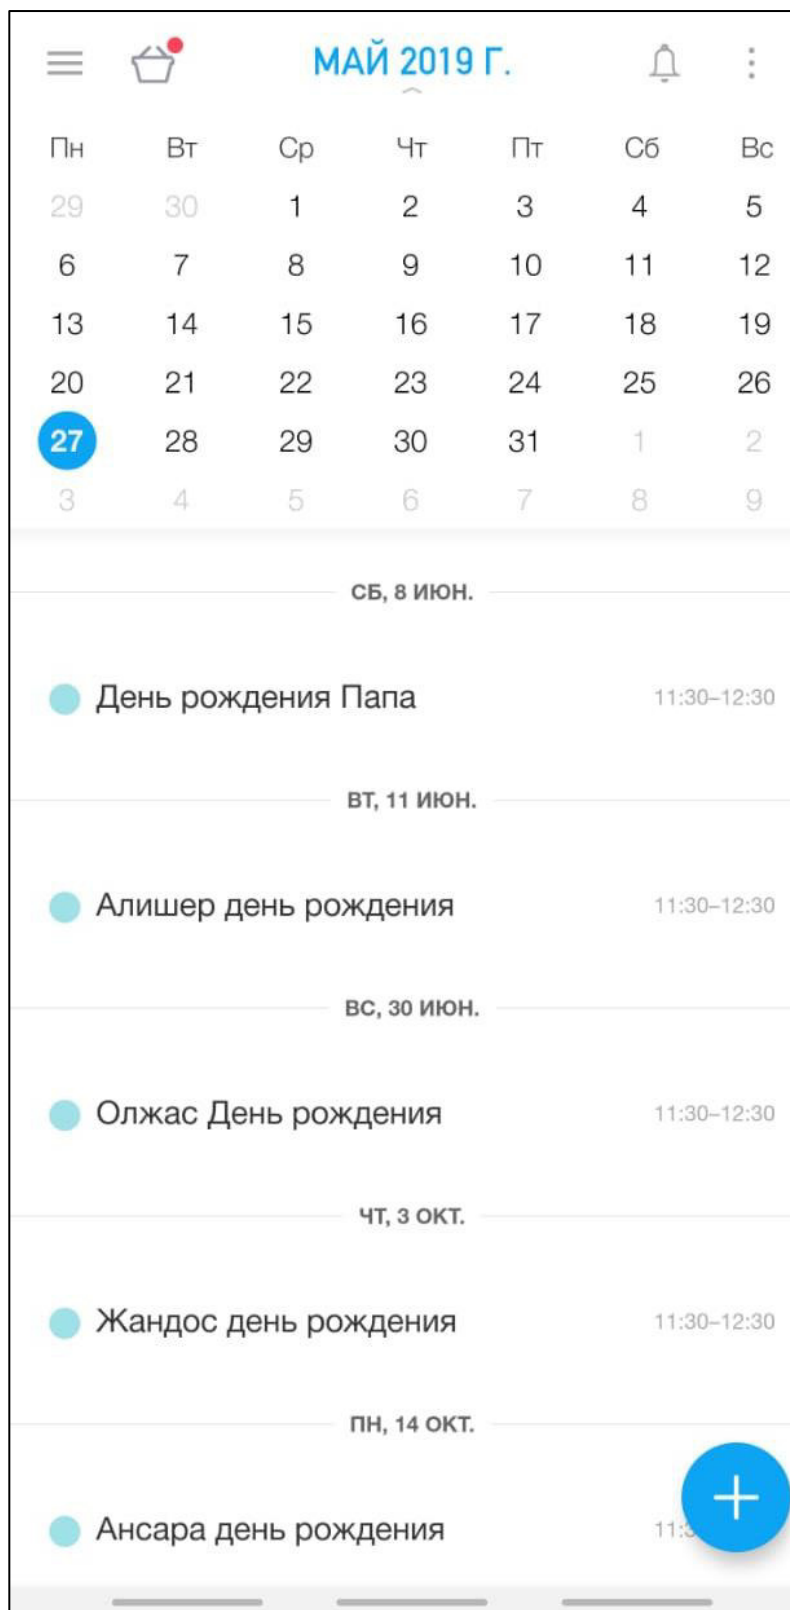 МАЙ 2019 Г.
Пн Вт Ср Чт Пт Сб Вс
29 30 1 2 3 4 5
6 7 8 9 10 11 12
13 14 15 16 17 18 19
20 21 22 23 24 25 26
27 28 29 30 31 1 2
3 4 5 6 7 8 9
СБ, 8 ИЮН.
День рождения Папа 11:30–12:30
ВТ, 11 ИЮН.
Алишер день рождения 11:30–12:30
ВС, 30 ИЮН.
Олжас День рождения 11:30–12:30
ЧТ, 3 ОКТ.
Жандос день рождения 11:30–12:30
ПН, 14 ОКТ.
Ансара день рождения